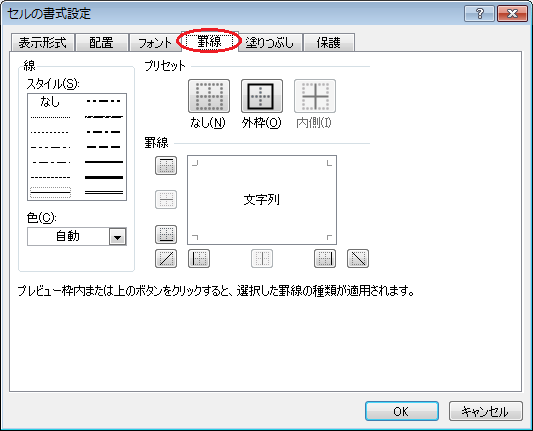 セルの書式設定
表示形式 配置 フォント 罫線 塗りつぶし 保護
線
スタイル(S):
なし
色(C):
自動
プリセット
なし(N) 外枠(O) 内側(I)
罫線
文字列
プレビュー枠内または上のボタンをクリックすると、選択した罫線の種類が適用されます。
OK キャンセル